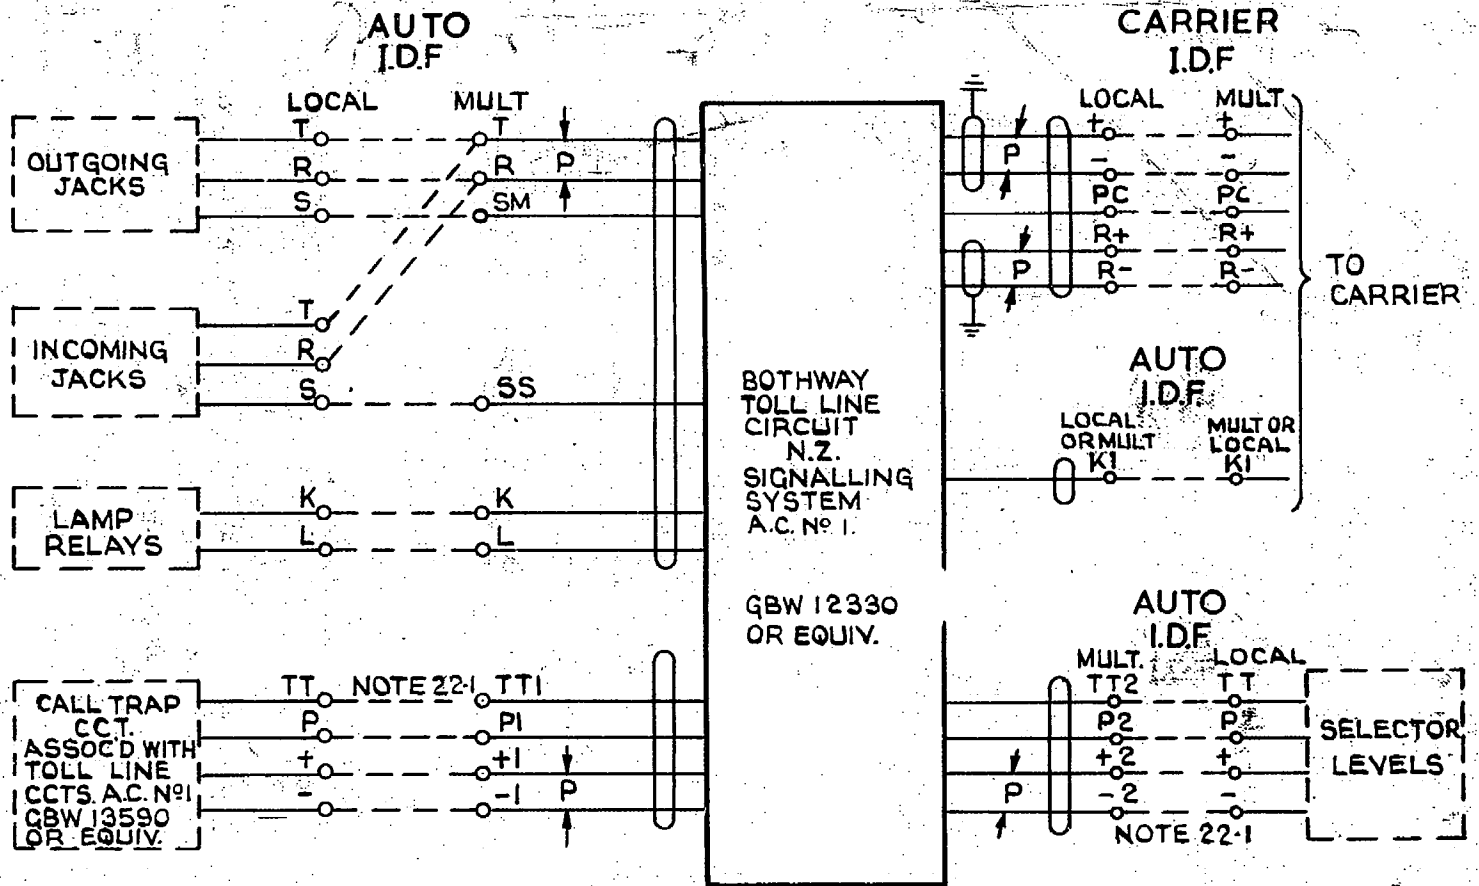 AUTO
I.D.F
LOCAL MULT
OUTGOING
JACKS
T T
R R P
S SM
INCOMING
JACKS
T
R
S SS
LAMP
RELAYS
K K
L L
CALL TRAP
CCT.
ASSOC'D WITH
TOLL LINE
CCTS. A.C. Nº1
GBW 13590
OR EQUIV.
TT NOTE 22-1 TT1
P P1
+ +1
- -1 P
BOTHWAY
TOLL LINE
CIRCUIT
N.Z.
SIGNALLING
SYSTEM
A.C. Nº 1.
GBW 12330
OR EQUIV.
CARRIER
I.D.F
LOCAL MULT
+ +
P - -
PC PC
R+ R+
P R- R-
TO
CARRIER
AUTO
I.D.F.
LOCAL
OR MULT
K1
MULT OR
LOCAL
K1
AUTO
I.D.F
MULT. LOCAL
TT2 TT
P2 P
+2 +
P -2 -
NOTE 22-1
SELECTOR
LEVELS